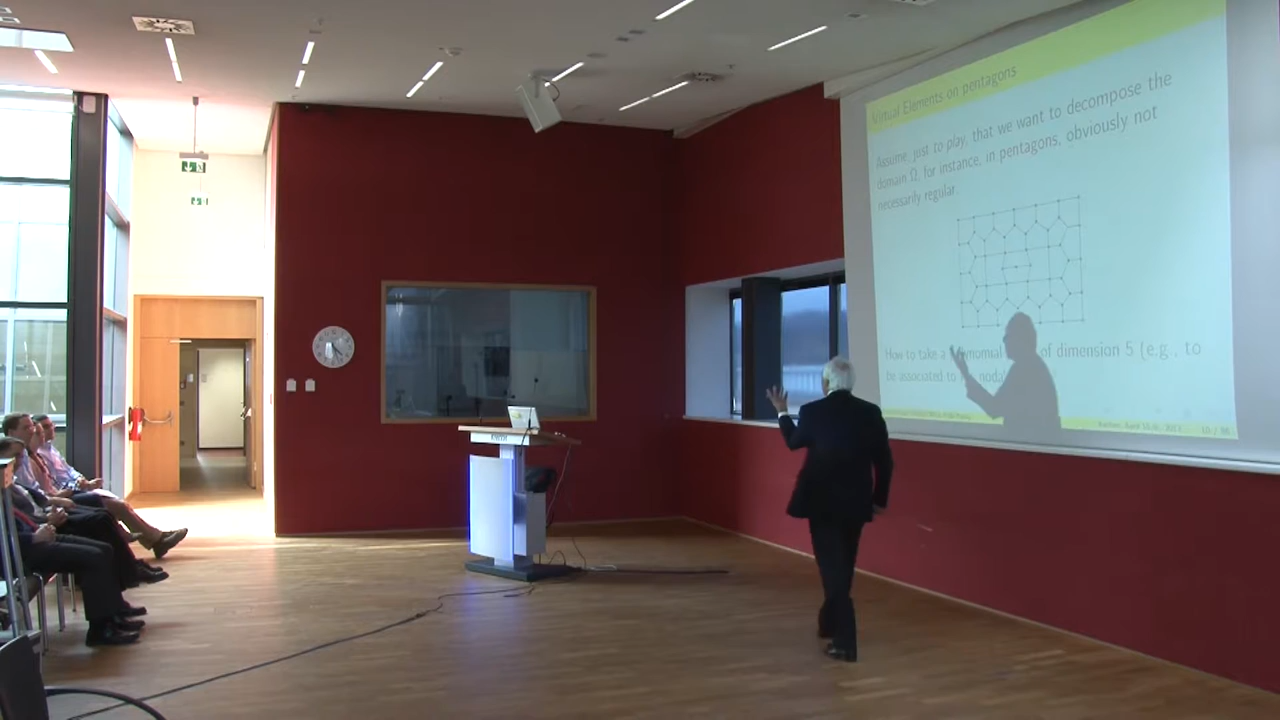 Virtual Elements on pentagons
Assume, just to play, that we want to decompose the
domain Ω, for instance, in pentagons, obviously not
necessarily regular.
How to take a of dimension 5 (e.g., to
be associated to